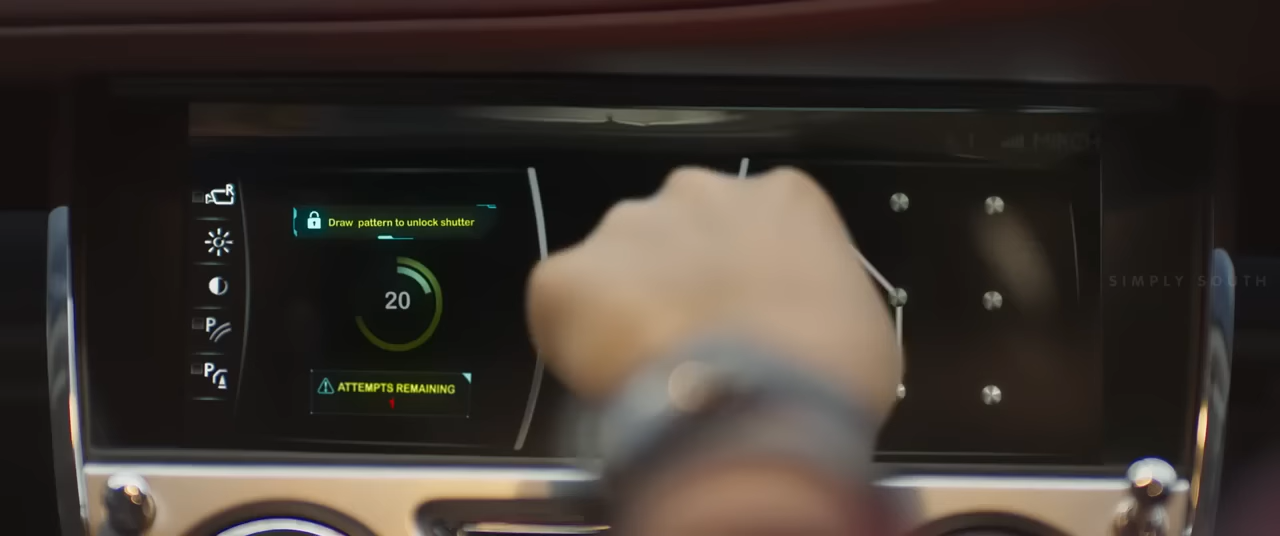 R
Draw pattern to unlock shutter
20
P
P
ATTEMPTS REMAINING
1
SIMPLY SOUTH